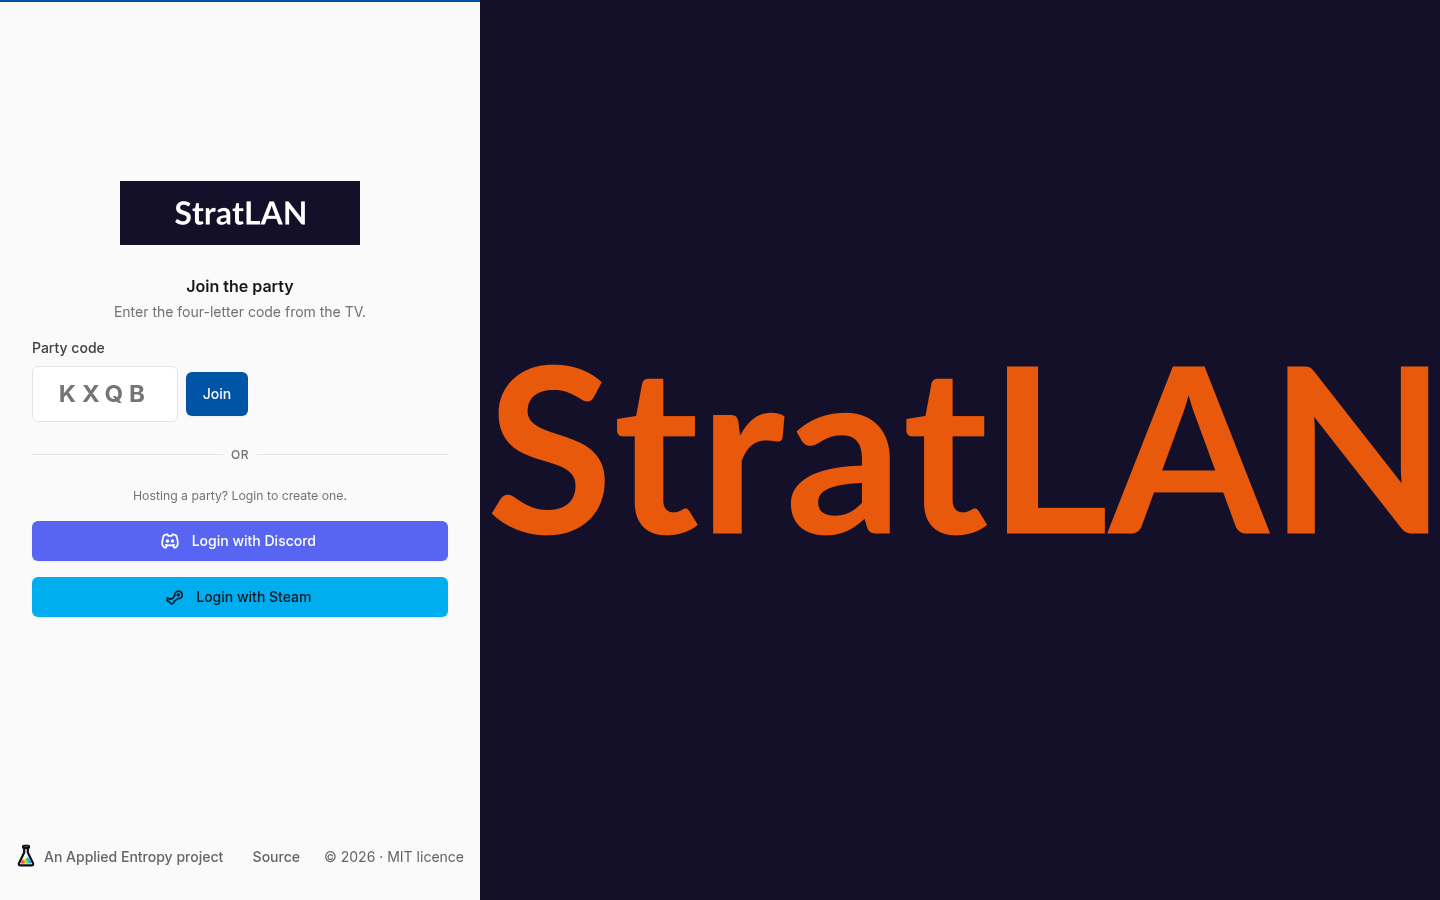 StratLAN
Join the party
Enter the four-letter code from the TV.
Party code
KXQB
Join
OR
Hosting a party? Login to create one.
Login with Discord
Login with Steam
An Applied Entropy project
Source
© 2026 · MIT licence
StratLAN